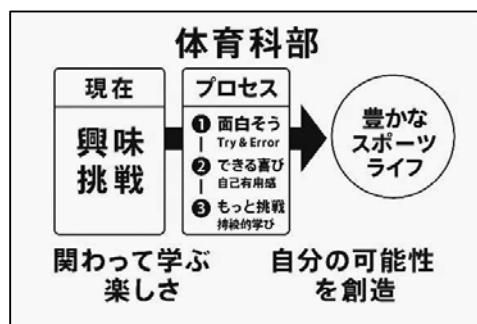 体育科部
現在
興味
挑戦
プロセス
❶ 面白そう
Try & Error
❷ できる喜び
自己有用感
❸ もっと挑戦
持続的学び
豊かな
スポーツ
ライフ
関わって学ぶ
楽しさ
自分の可能性
を創造